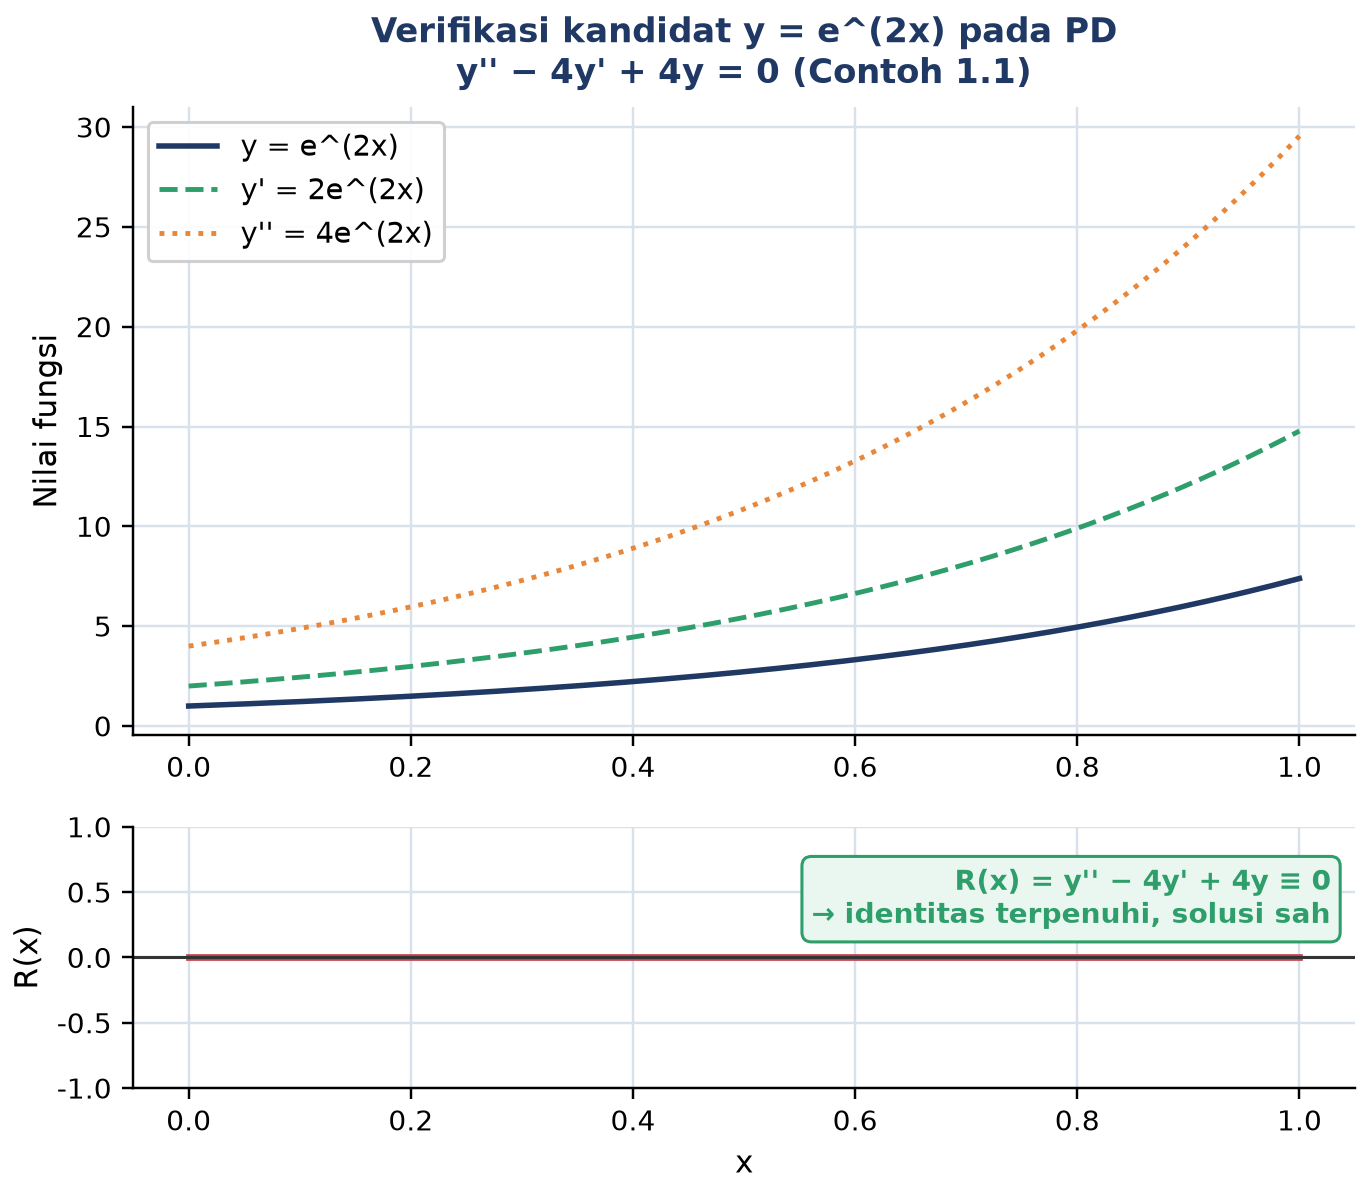 Verifikasi kandidat y = e^(2x) pada PD
y'' − 4y' + 4y = 0 (Contoh 1.1)
y = e^(2x)
y' = 2e^(2x)
y'' = 4e^(2x)
Nilai fungsi
30
25
20
15
10
5
0
0.0 0.2 0.4 0.6 0.8 1.0
R(x)
1.0
0.5
0.0
-0.5
-1.0
R(x) = y'' − 4y' + 4y ≡ 0
→ identitas terpenuhi, solusi sah
0.0 0.2 0.4 0.6 0.8 1.0
x